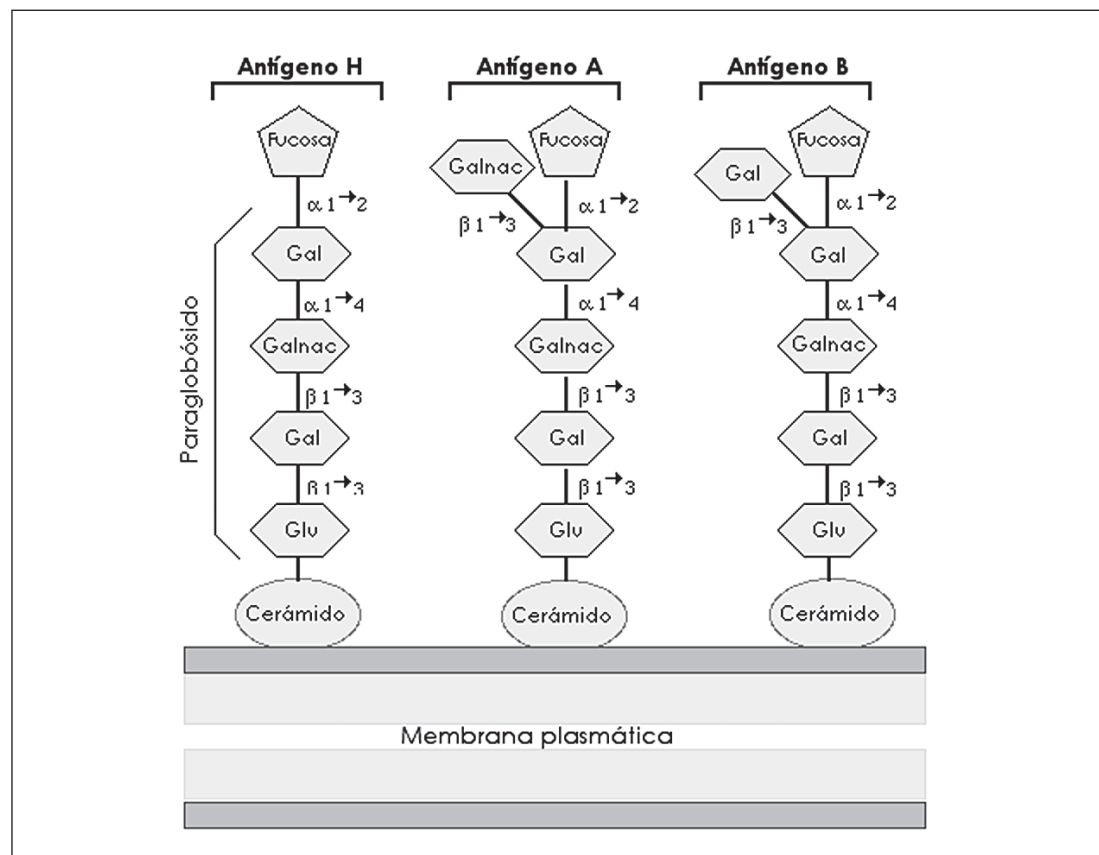 Antígeno H Antígeno A Antígeno B
Fucosa Fucosa Fucosa
Galnac Gal
α 1→2 α 1→2 α 1→2
β 1→3 β 1→3
Gal Gal Gal
α 1→4 α 1→4 α 1→4
Galnac Galnac Galnac
β 1→3 β 1→3 β 1→3
Gal Gal Gal
β 1→3 β 1→3 β 1→3
Glu Glu Glu
Cerámido Cerámido Cerámido
Paraglobósido
Membrana plasmática